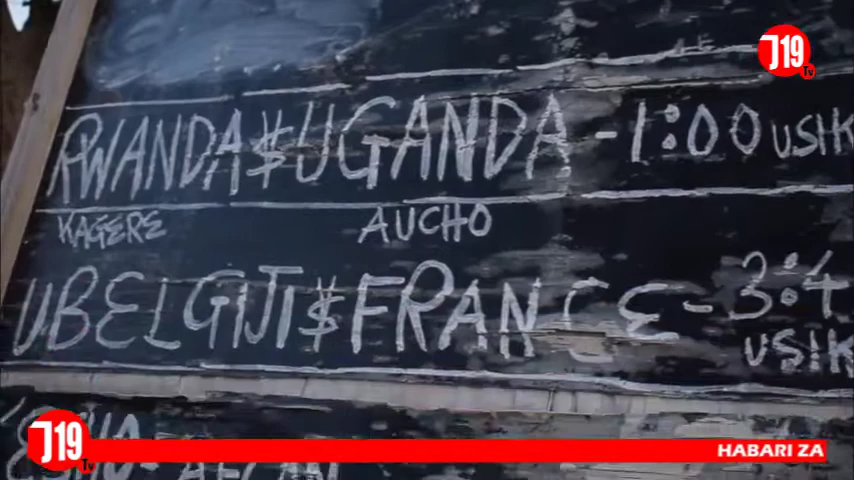 J19 Tv
RWANDA $ UGANDA - 1:00 USIK
KAGERE AUCHO
UBELGIJI $ FRANCE - 3:4
USIK
J19 Tv
HABARI ZA